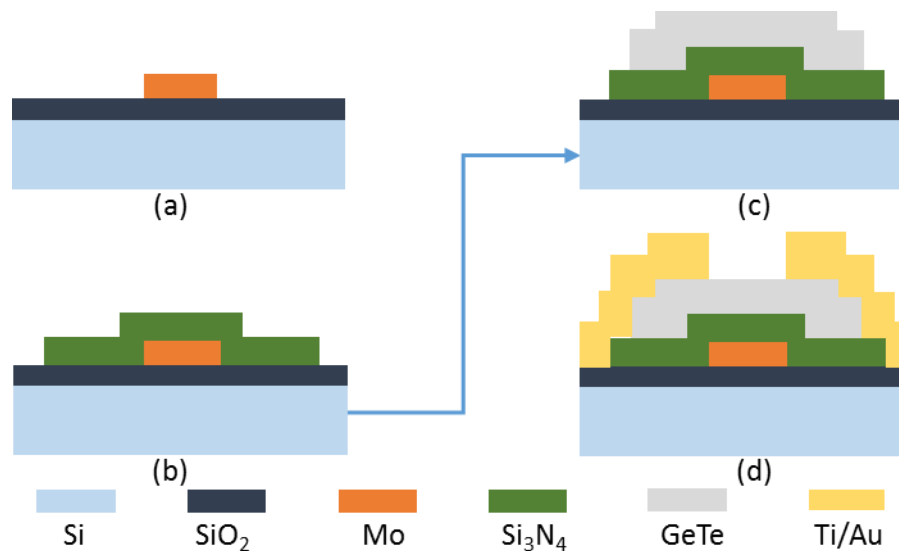 (a)
(b)
(c)
(d)
Si
SiO₂
Mo
Si₃N₄
GeTe
Ti/Au